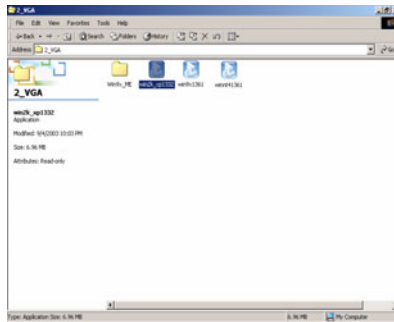 2_VGA
File Edit View Favorites Tools Help
Back Search Folders History
Address 2_VGA Go
Win9x_ME win2k_xp1332 win9x1361 winnt41361
2_VGA
win2k_xp1332
Application
Modified: 9/4/2003 10:03 PM
Size: 6.96 MB
Attributes: Read-only
Type: Application Size: 6.96 MB 6.96 MB My Computer